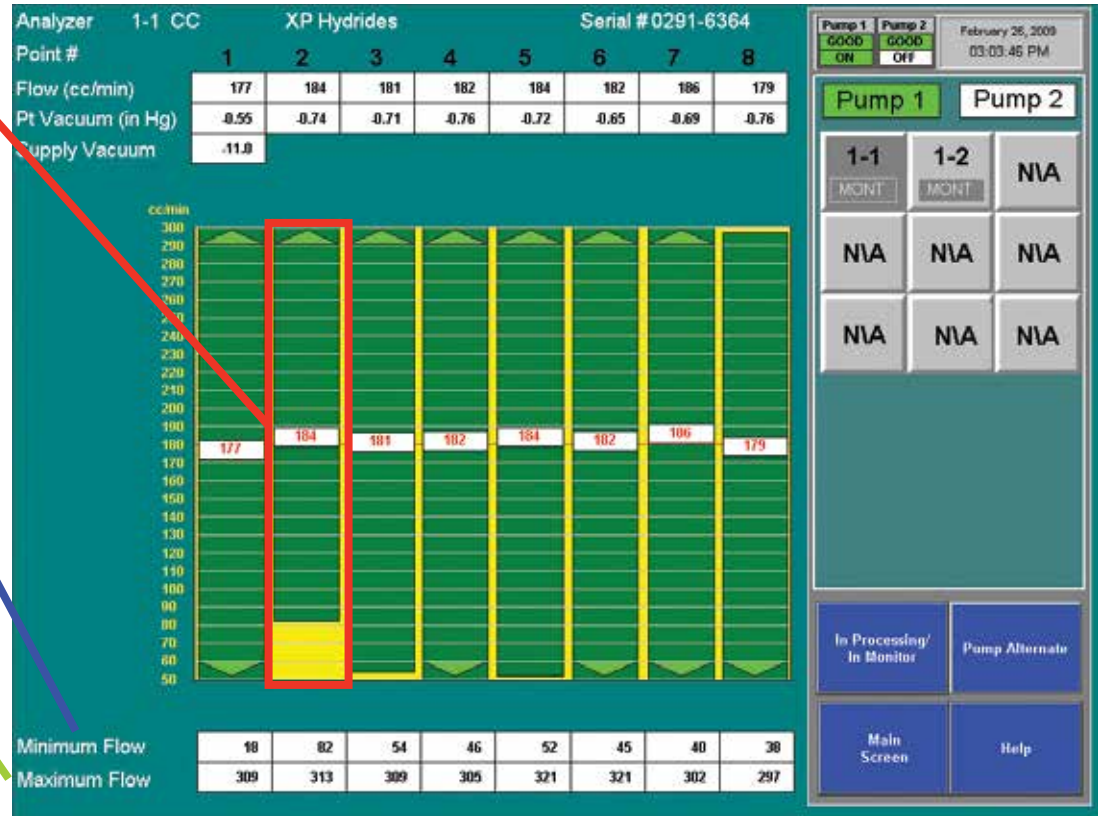 Analyzer 1-1 CC XP Hydrides Serial #0291-6364
Point # 1 2 3 4 5 6 7 8
Flow (cc/min) 177 184 181 182 184 182 186 179
Pt Vacuum (in Hg) -0.55 -0.74 -0.71 -0.76 -0.72 -0.65 -0.69 -0.76
Supply Vacuum -11.0
cc/min
300
290
280
270
260
250
240
230
220
210
200
190
180
170
160
150
140
130
120
110
100
90
80
70
60
50
177 184 181 182 184 182 186 179
Minimum Flow 18 82 54 46 52 45 40 38
Maximum Flow 309 313 309 305 321 321 302 297
Pump 1 Pump 2
GOOD GOOD
ON OFF
February 26, 2009
03:03:46 PM
Pump 1 Pump 2
1-1 1-2 N\A
MONT MONT
N\A N\A N\A
N\A N\A N\A
In Processing/
In Monitor
Pump Alternate
Main
Screen
Help